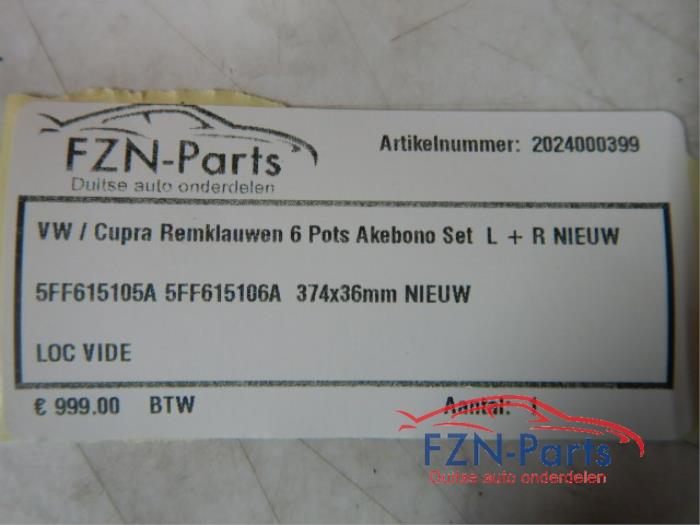 FZN-Parts
Duitse auto onderdelen
Artikelnummer: 2024000399
VW / Cupra Remklauwen 6 Pots Akebono Set L + R NIEUW
5FF615105A 5FF615106A 374x36mm NIEUW
LOC VIDE
€ 999.00 BTW Aantal: 1
FZN-Parts
Duitse auto onderdelen